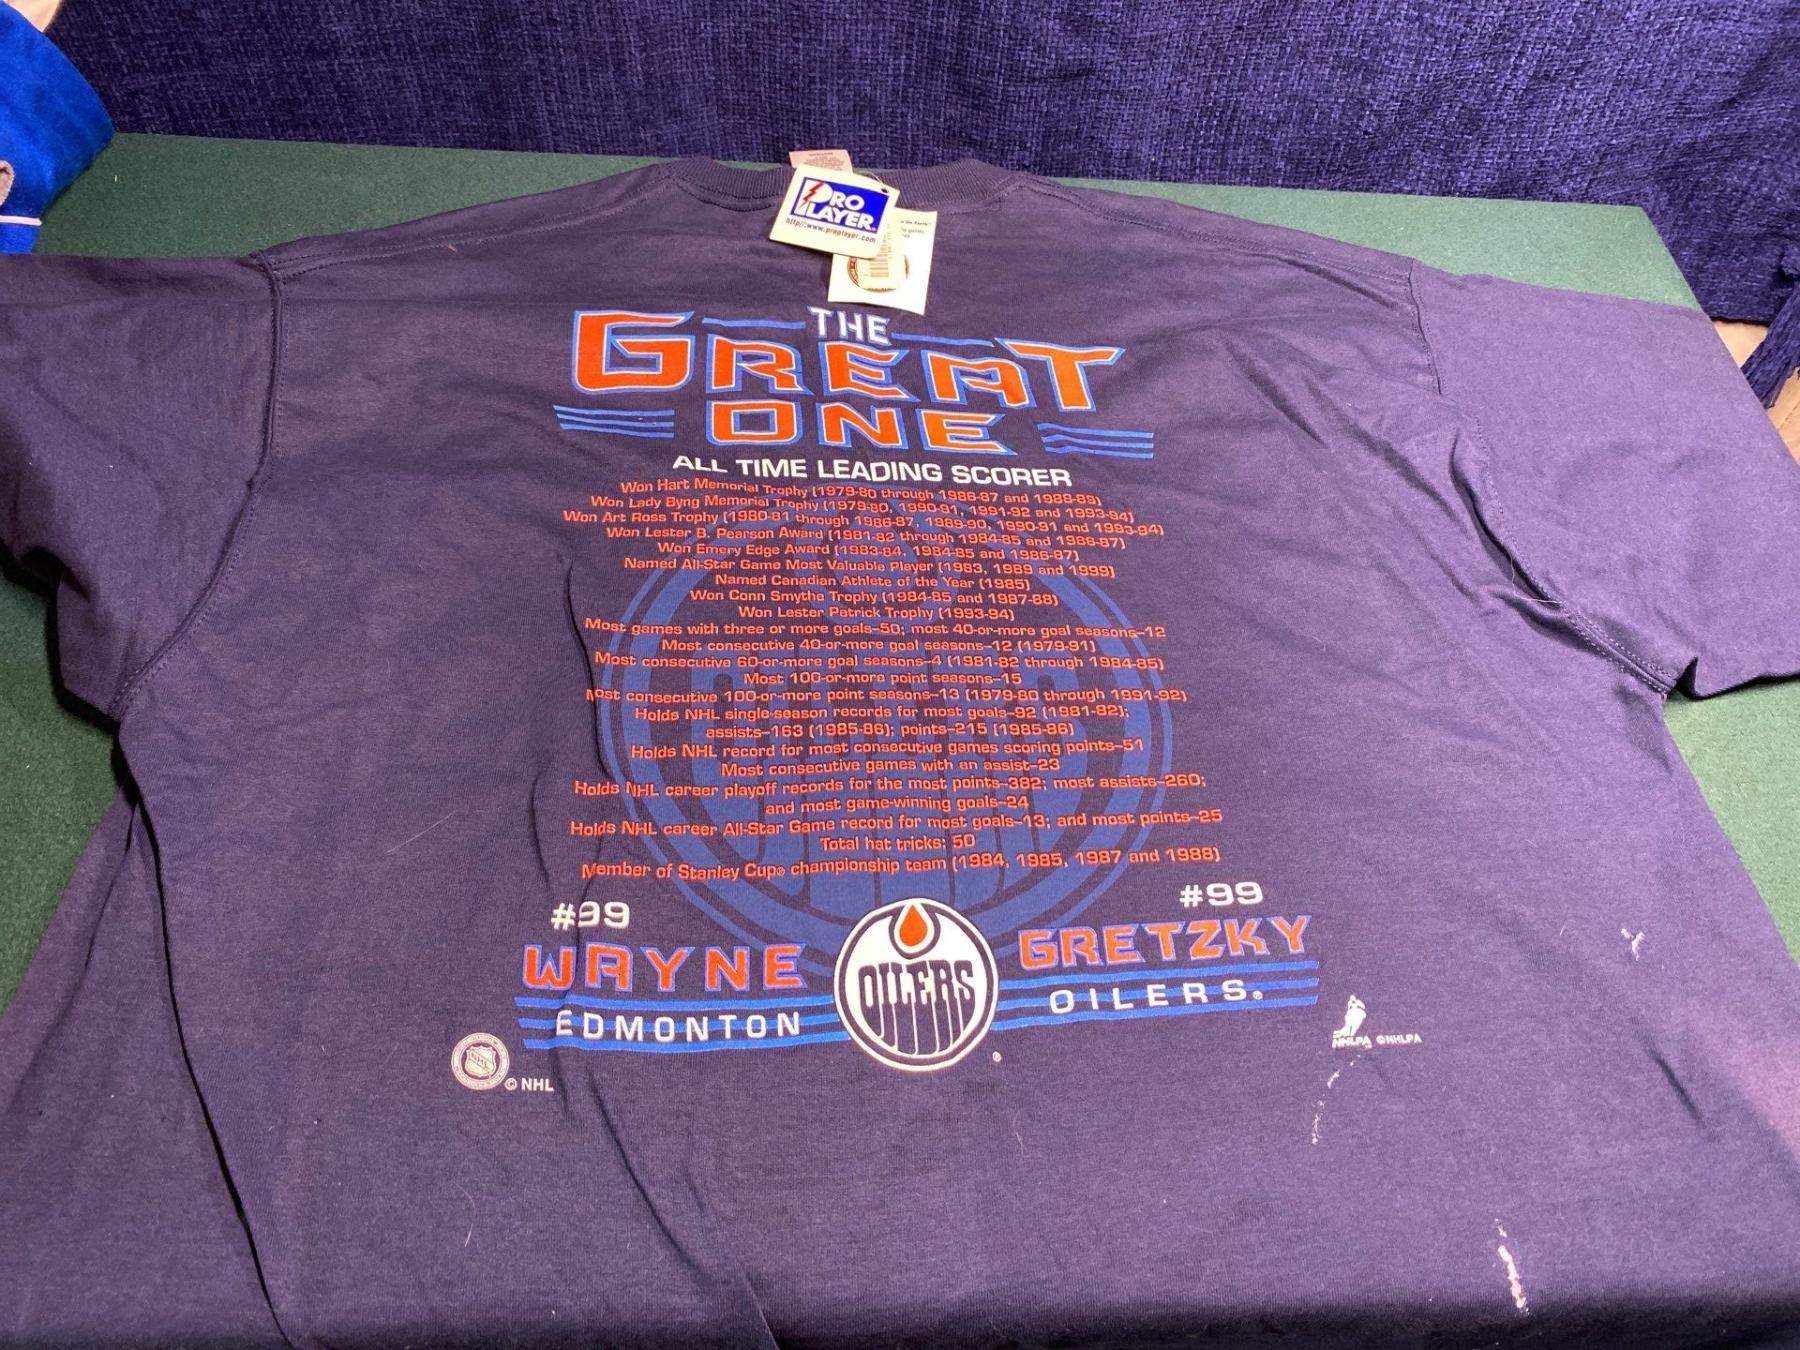 PRO
PLAYER
http://www.proplayer.com
THE
GREAT
ONE
ALL TIME LEADING SCORER
Won Hart Memorial Trophy (1979-80 through 1986-87 and 1988-89)
Won Lady Byng Memorial Trophy (1979-80, 1990-91, 1991-92 and 1993-94)
Won Art Ross Trophy (1980-81 through 1986-87, 1989-90, 1990-91 and 1993-94)
Won Lester B. Pearson Award (1981-82 through 1984-85 and 1986-87)
Won Emery Edge Award (1983-84, 1984-85 and 1986-87)
Named All-Star Game Most Valuable Player (1983, 1989 and 1999)
Named Canadian Athlete of the Year (1985)
Won Conn Smythe Trophy (1984-85 and 1987-88)
Won Lester Patrick Trophy (1993-94)
Most games with three or more goals–50; most 40-or-more goal seasons–12
Most consecutive 40-or-more goal seasons–12 (1979-91)
Most consecutive 60-or-more goal seasons–4 (1981-82 through 1984-85)
Most 100-or-more point seasons–15
Most consecutive 100-or-more point seasons–13 (1979-80 through 1991-92)
Holds NHL single-season records for most goals–92 (1981-82);
assists–163 (1985-86); points–215 (1985-86)
Holds NHL record for most consecutive games scoring points–51
Most consecutive games with an assist–23
Holds NHL career playoff records for the most points–382; most assists–260;
and most game-winning goals–24
Holds NHL career All-Star Game record for most goals–13; and most points–25
Total hat tricks: 50
Member of Stanley Cup® championship team (1984, 1985, 1987 and 1988)
#99
#99
WAYNE
GRETZKY
EDMONTON
OILERS
OILERS®
®
NHL
© NHL
NHLPA ©NHLPA